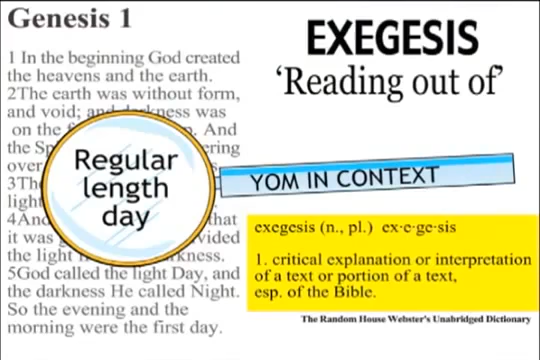 Genesis 1
1 In the beginning God created
the heavens and the earth.
2The earth was without form,
and void; and darkness was
on the And
the Sp ering
over
3Th
light
4And that
it was vided
the light kness.
5God called the light Day, and
the darkness He called Night.
So the evening and the
morning were the first day.
Regular
length
day
EXEGESIS
‘Reading out of’
YOM IN CONTEXT
exegesis (n., pl.) ex·e·ge·sis
1. critical explanation or interpretation
of a text or portion of a text,
esp. of the Bible.
The Random House Webster's Unabridged Dictionary